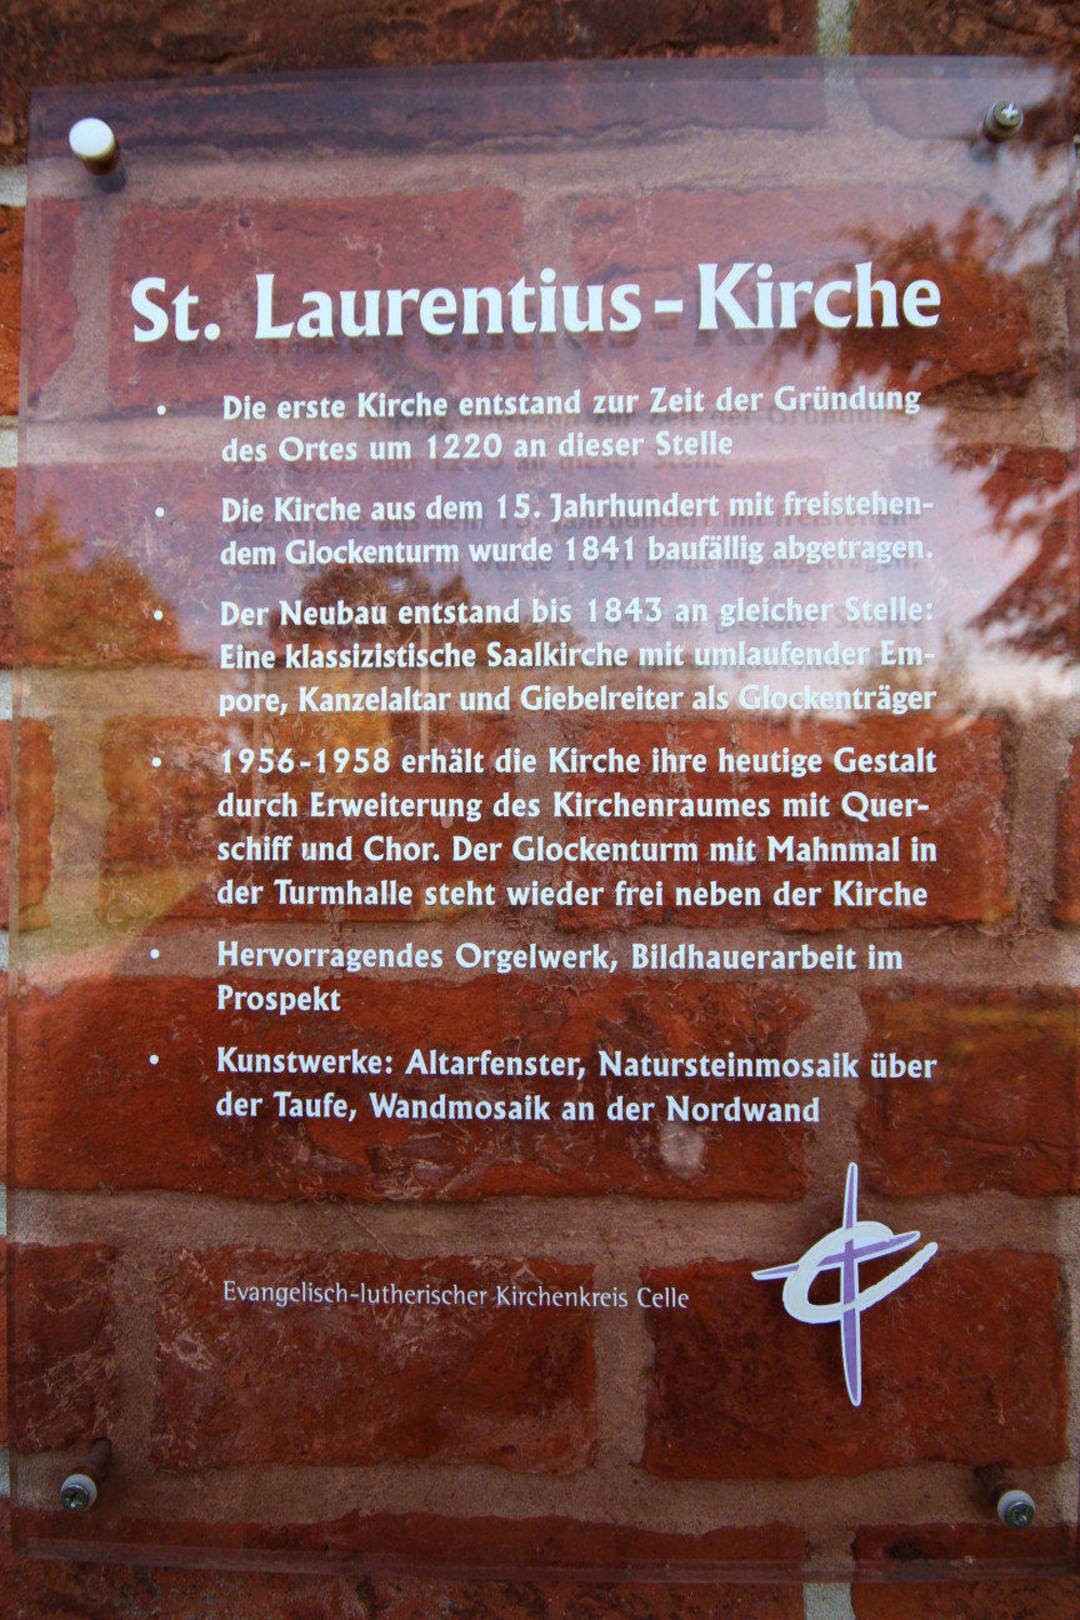 St. Laurentius-Kirche
• Die erste Kirche entstand zur Zeit der Gründung
des Ortes um 1220 an dieser Stelle
• Die Kirche aus dem 15. Jahrhundert mit freistehen-
dem Glockenturm wurde 1841 baufällig abgetragen.
• Der Neubau entstand bis 1843 an gleicher Stelle:
Eine klassizistische Saalkirche mit umlaufender Em-
pore, Kanzelaltar und Giebelreiter als Glockenträger
• 1956-1958 erhält die Kirche ihre heutige Gestalt
durch Erweiterung des Kirchenraumes mit Quer-
schiff und Chor. Der Glockenturm mit Mahnmal in
der Turmhalle steht wieder frei neben der Kirche
• Hervorragendes Orgelwerk, Bildhauerarbeit im
Prospekt
• Kunstwerke: Altarfenster, Natursteinmosaik über
der Taufe, Wandmosaik an der Nordwand
Evangelisch-lutherischer Kirchenkreis Celle